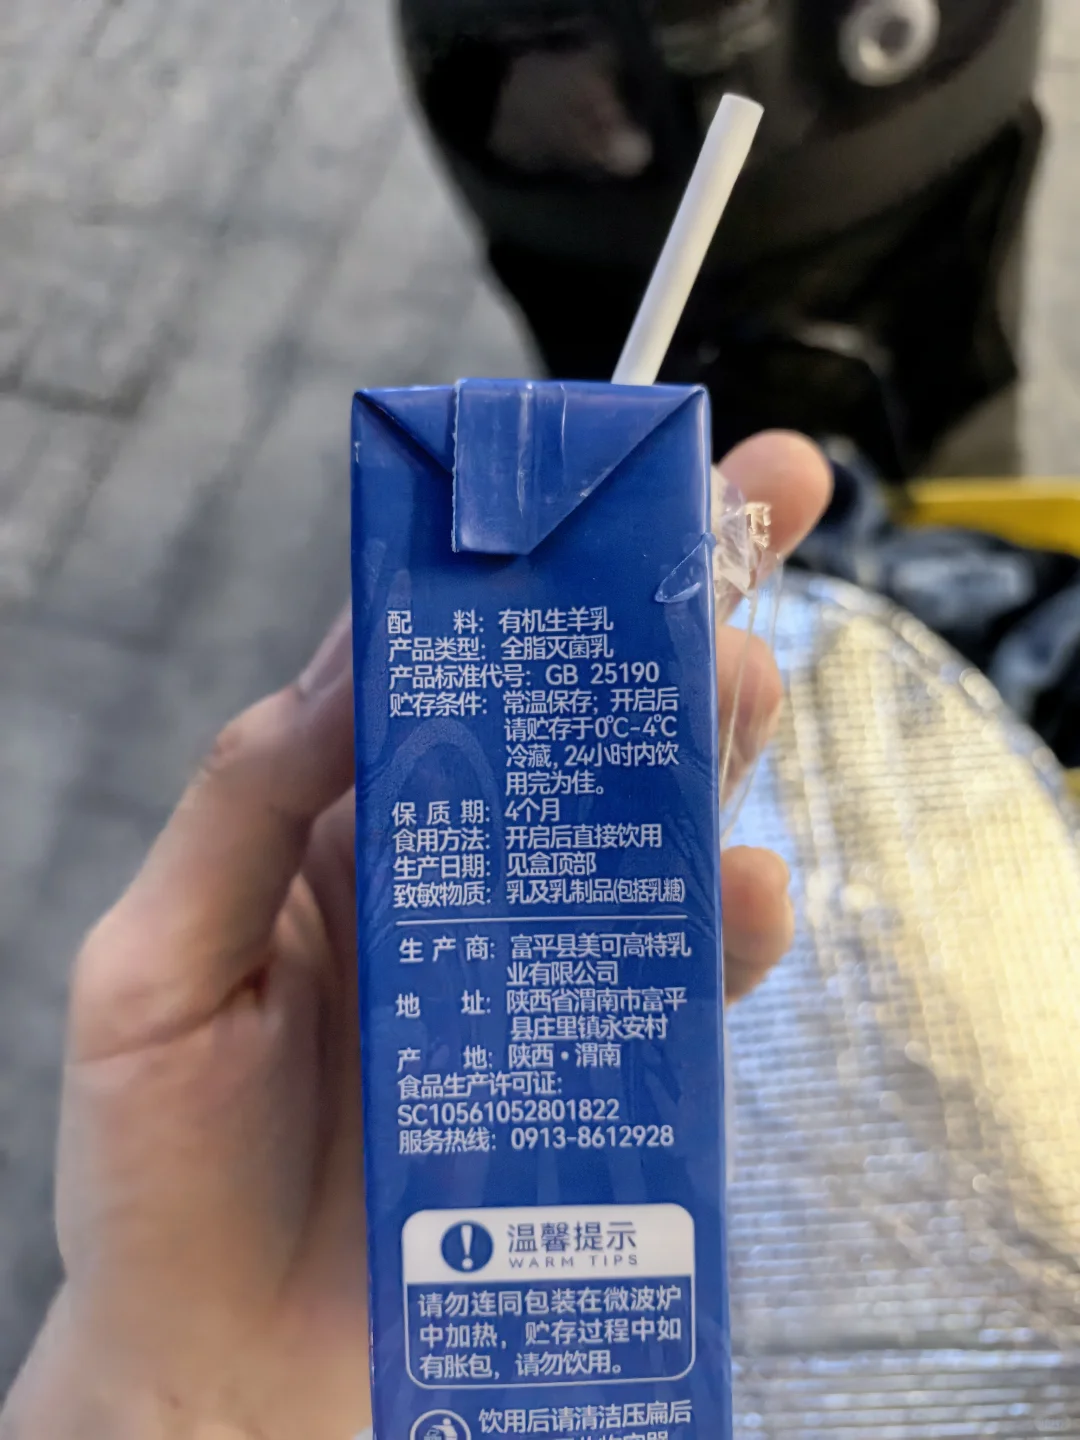 配 料: 有机生羊乳
产品类型: 全脂灭菌乳
产品标准代号: GB 25190
贮存条件: 常温保存; 开启后
请贮存于0℃-4℃
冷藏, 24小时内饮
用完为佳。
保 质 期: 4个月
食用方法: 开启后直接饮用
生产日期: 见盒顶部
致敏物质: 乳及乳制品(包括乳糖)
生 产 商: 富平县美可高特乳
业有限公司
地 址: 陕西省渭南市富平
县庄里镇永安村
产 地: 陕西·渭南
食品生产许可证:
SC10561052801822
服务热线: 0913-8612928
温馨提示
WARM TIPS
请勿连同包装在微波炉
中加热, 贮存过程中如
有胀包, 请勿饮用。
饮用后请清洁压扁后